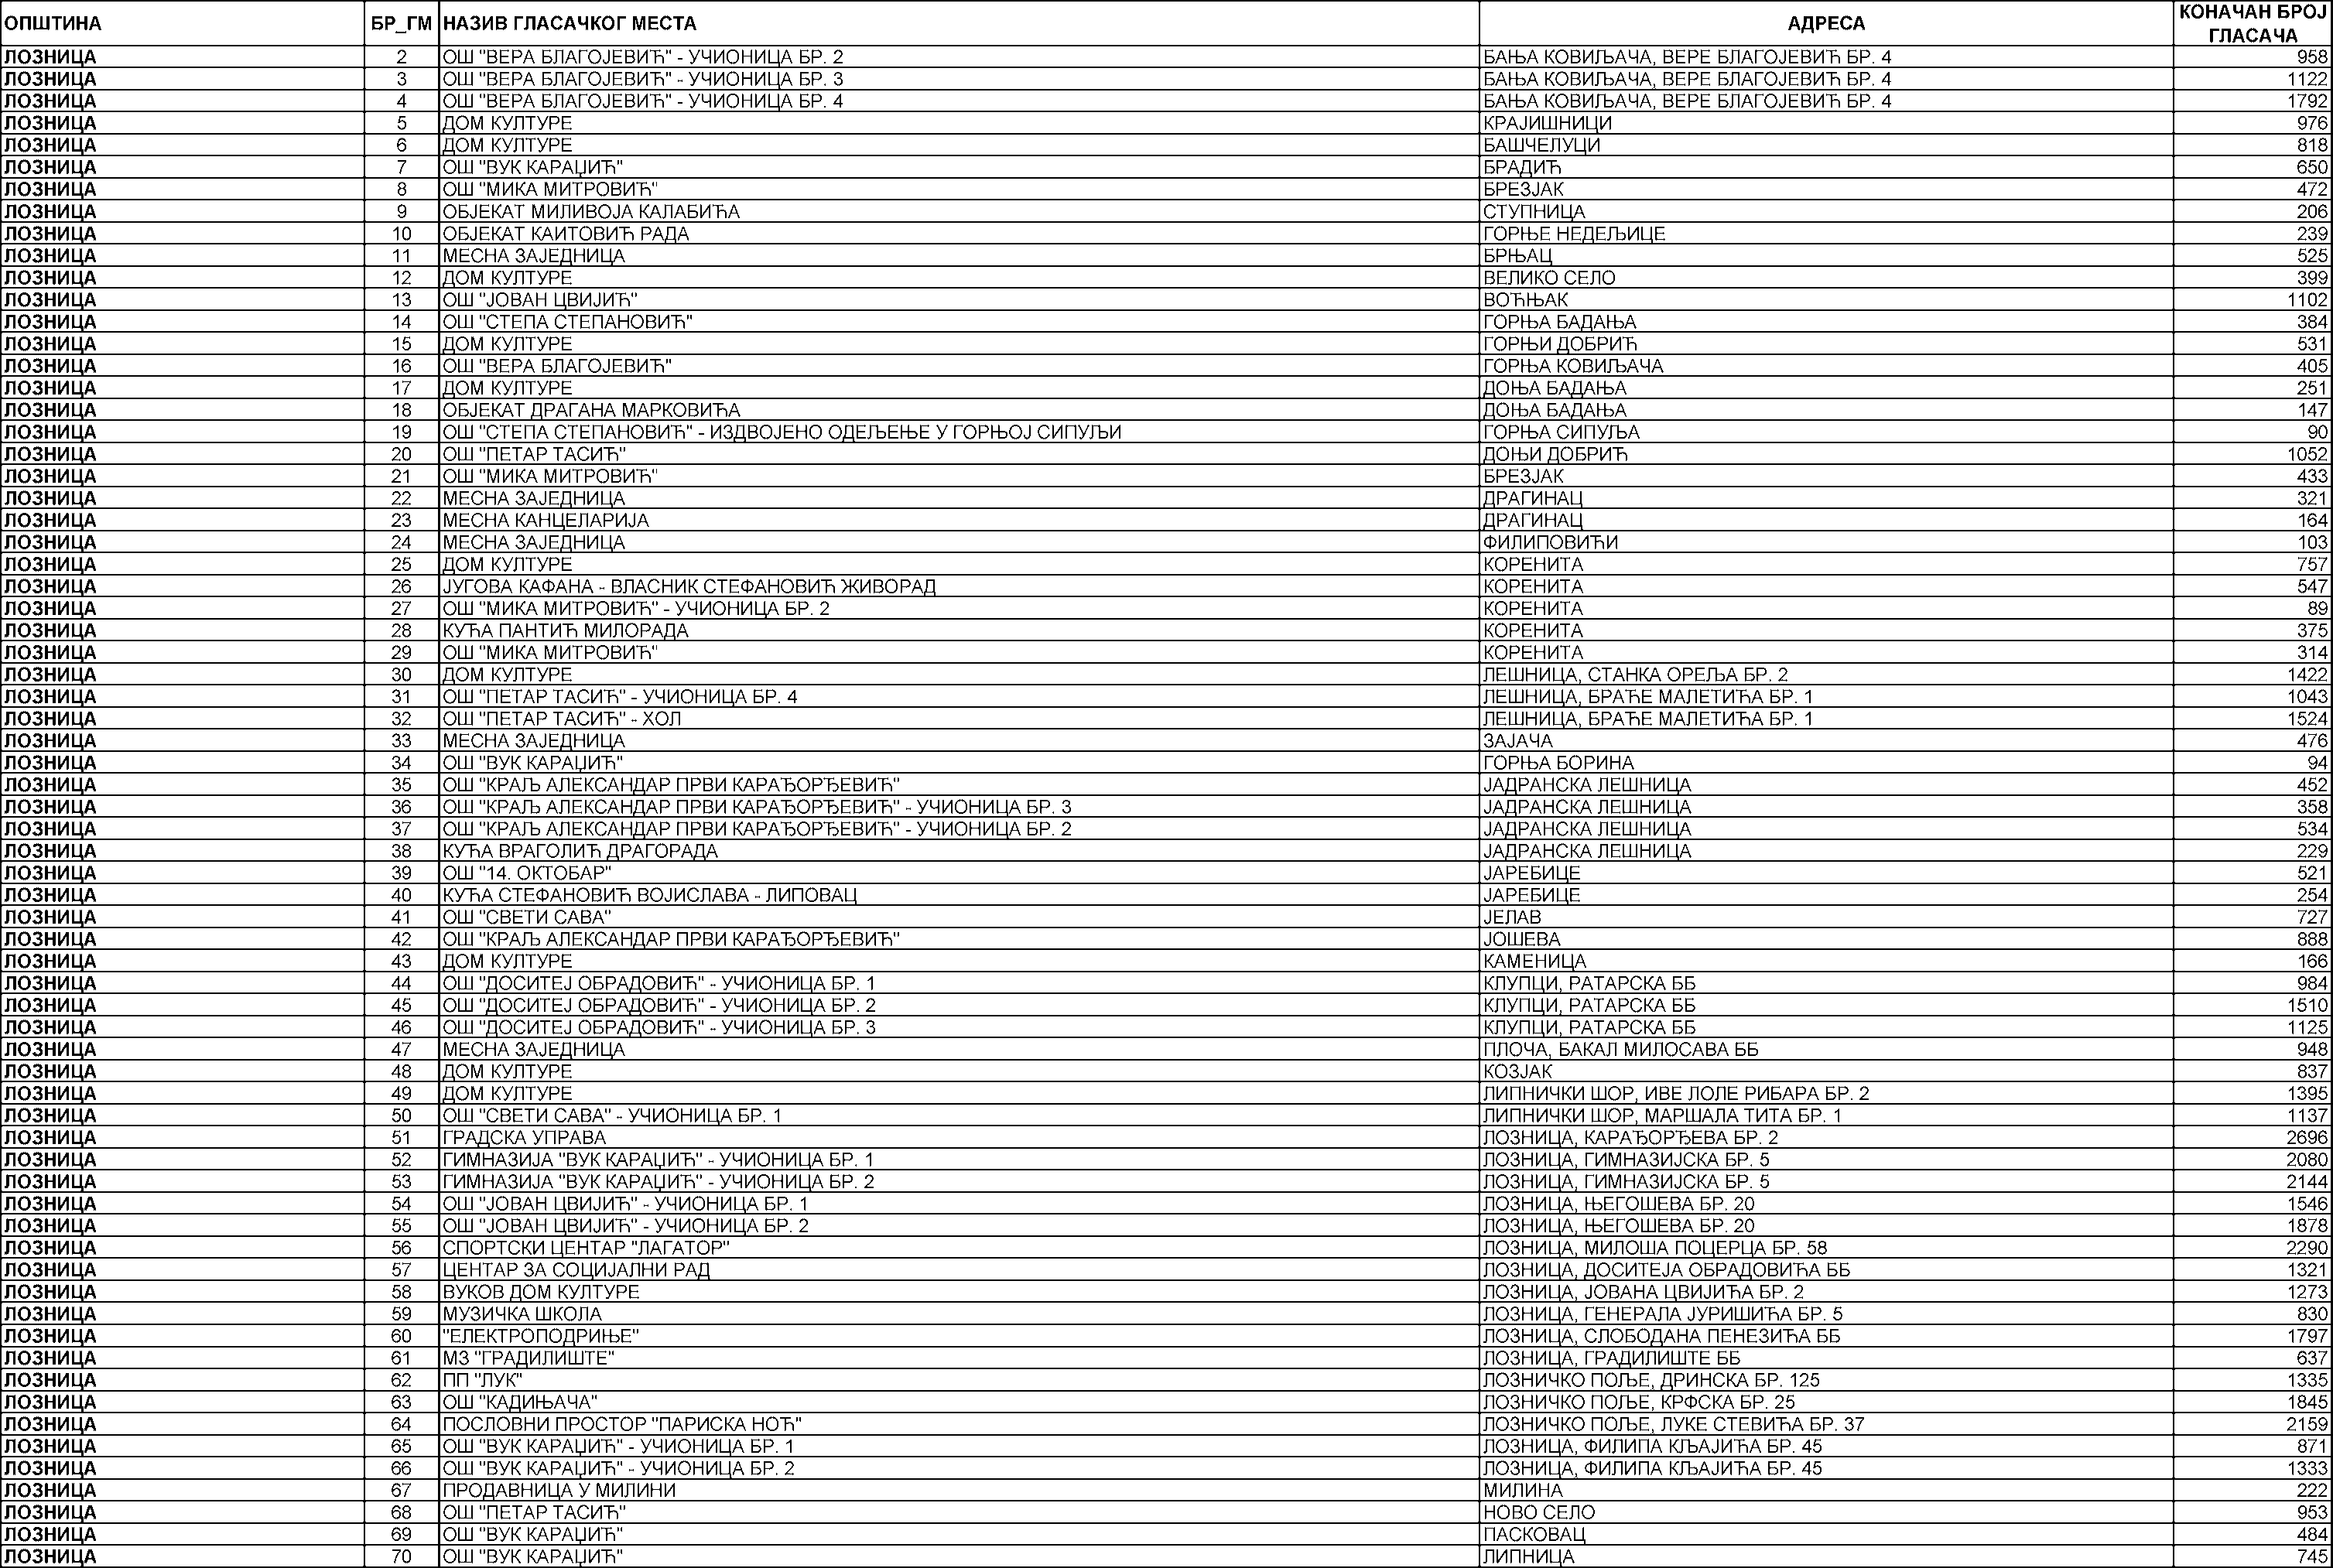 ОПШТИНА БР_ГМ НАЗИВ ГЛАСАЧКОГ МЕСТА АДРЕСА КОНАЧАН БРОЈ ГЛАСАЧА
ЛОЗНИЦА 2 ОШ "ВЕРА БЛАГОЈЕВИЋ" - УЧИОНИЦА БР. 2 БАЊА КОВИЉАЧА, ВЕРЕ БЛАГОЈЕВИЋ БР. 4 958
ЛОЗНИЦА 3 ОШ "ВЕРА БЛАГОЈЕВИЋ" - УЧИОНИЦА БР. 3 БАЊА КОВИЉАЧА, ВЕРЕ БЛАГОЈЕВИЋ БР. 4 1122
ЛОЗНИЦА 4 ОШ "ВЕРА БЛАГОЈЕВИЋ" - УЧИОНИЦА БР. 4 БАЊА КОВИЉАЧА, ВЕРЕ БЛАГОЈЕВИЋ БР. 4 1792
ЛОЗНИЦА 5 ДОМ КУЛТУРЕ КРАЈИШНИЦИ 976
ЛОЗНИЦА 6 ДОМ КУЛТУРЕ БАШЧЕЛУЦИ 818
ЛОЗНИЦА 7 ОШ "ВУК КАРАЏИЋ" БРАДИЋ 650
ЛОЗНИЦА 8 ОШ "МИКА МИТРОВИЋ" БРЕЗЈАК 472
ЛОЗНИЦА 9 ОБЈЕКАТ МИЛИВОЈА КАЛАБИЋА СТУПНИЦА 206
ЛОЗНИЦА 10 ОБЈЕКАТ КАИТОВИЋ РАДА ГОРЊЕ НЕДЕЉИЦЕ 239
ЛОЗНИЦА 11 МЕСНА ЗАЈЕДНИЦА БРЊАЦ 525
ЛОЗНИЦА 12 ДОМ КУЛТУРЕ ВЕЛИКО СЕЛО 399
ЛОЗНИЦА 13 ОШ "ЈОВАН ЦВИЈИЋ" ВОЋЊАК 1102
ЛОЗНИЦА 14 ОШ "СТЕПА СТЕПАНОВИЋ" ГОРЊА БАДАЊА 384
ЛОЗНИЦА 15 ДОМ КУЛТУРЕ ГОРЊИ ДОБРИЋ 531
ЛОЗНИЦА 16 ОШ "ВЕРА БЛАГОЈЕВИЋ" ГОРЊА КОВИЉАЧА 405
ЛОЗНИЦА 17 ДОМ КУЛТУРЕ ДОЊА БАДАЊА 251
ЛОЗНИЦА 18 ОБЈЕКАТ ДРАГАНА МАРКОВИЋА ДОЊА БАДАЊА 147
ЛОЗНИЦА 19 ОШ "СТЕПА СТЕПАНОВИЋ" - ИЗДВОЈЕНО ОДЕЉЕЊЕ У ГОРЊОЈ СИПУЉИ ГОРЊА СИПУЉА 90
ЛОЗНИЦА 20 ОШ "ПЕТАР ТАСИЋ" ДОЊИ ДОБРИЋ 1052
ЛОЗНИЦА 21 ОШ "МИКА МИТРОВИЋ" БРЕЗЈАК 433
ЛОЗНИЦА 22 МЕСНА ЗАЈЕДНИЦА ДРАГИНАЦ 321
ЛОЗНИЦА 23 МЕСНА КАНЦЕЛАРИЈА ДРАГИНАЦ 164
ЛОЗНИЦА 24 МЕСНА ЗАЈЕДНИЦА ФИЛИПОВИЋИ 103
ЛОЗНИЦА 25 ДОМ КУЛТУРЕ КОРЕНИТА 757
ЛОЗНИЦА 26 ЈУГОВА КАФАНА - ВЛАСНИК СТЕФАНОВИЋ ЖИВОРАД КОРЕНИТА 547
ЛОЗНИЦА 27 ОШ "МИКА МИТРОВИЋ" - УЧИОНИЦА БР. 2 КОРЕНИТА 89
ЛОЗНИЦА 28 КУЋА ПАНТИЋ МИЛОРАДА КОРЕНИТА 375
ЛОЗНИЦА 29 ОШ "МИКА МИТРОВИЋ" КОРЕНИТА 314
ЛОЗНИЦА 30 ДОМ КУЛТУРЕ ЛЕШНИЦА, СТАНКА ОРЕЉА БР. 2 1422
ЛОЗНИЦА 31 ОШ "ПЕТАР ТАСИЋ" - УЧИОНИЦА БР. 4 ЛЕШНИЦА, БРАЋЕ МАЛЕТИЋА БР. 1 1043
ЛОЗНИЦА 32 ОШ "ПЕТАР ТАСИЋ" - ХОЛ ЛЕШНИЦА, БРАЋЕ МАЛЕТИЋА БР. 1 1524
ЛОЗНИЦА 33 МЕСНА ЗАЈЕДНИЦА ЗАЈАЧА 476
ЛОЗНИЦА 34 ОШ "ВУК КАРАЏИЋ" ГОРЊА БОРИНА 94
ЛОЗНИЦА 35 ОШ "КРАЉ АЛЕКСАНДАР ПРВИ КАРАЂОРЂЕВИЋ" ЈАДРАНСКА ЛЕШНИЦА 452
ЛОЗНИЦА 36 ОШ "КРАЉ АЛЕКСАНДАР ПРВИ КАРАЂОРЂЕВИЋ" - УЧИОНИЦА БР. 3 ЈАДРАНСКА ЛЕШНИЦА 358
ЛОЗНИЦА 37 ОШ "КРАЉ АЛЕКСАНДАР ПРВИ КАРАЂОРЂЕВИЋ" - УЧИОНИЦА БР. 2 ЈАДРАНСКА ЛЕШНИЦА 534
ЛОЗНИЦА 38 КУЋА ВРАГОЛИЋ ДРАГОРАДА ЈАДРАНСКА ЛЕШНИЦА 229
ЛОЗНИЦА 39 ОШ "14. ОКТОБАР" ЈАРЕБИЦЕ 521
ЛОЗНИЦА 40 КУЋА СТЕФАНОВИЋ ВОЈИСЛАВА - ЛИПОВАЦ ЈАРЕБИЦЕ 254
ЛОЗНИЦА 41 ОШ "СВЕТИ САВА" ЈЕЛАВ 727
ЛОЗНИЦА 42 ОШ "КРАЉ АЛЕКСАНДАР ПРВИ КАРАЂОРЂЕВИЋ" ЈОШЕВА 888
ЛОЗНИЦА 43 ДОМ КУЛТУРЕ КАМЕНИЦА 166
ЛОЗНИЦА 44 ОШ "ДОСИТЕЈ ОБРАДОВИЋ" - УЧИОНИЦА БР. 1 КЛУПЦИ, РАТАРСКА ББ 984
ЛОЗНИЦА 45 ОШ "ДОСИТЕЈ ОБРАДОВИЋ" - УЧИОНИЦА БР. 2 КЛУПЦИ, РАТАРСКА ББ 1510
ЛОЗНИЦА 46 ОШ "ДОСИТЕЈ ОБРАДОВИЋ" - УЧИОНИЦА БР. 3 КЛУПЦИ, РАТАРСКА ББ 1125
ЛОЗНИЦА 47 МЕСНА ЗАЈЕДНИЦА ПЛОЧА, БАКАЛ МИЛОСАВА ББ 948
ЛОЗНИЦА 48 ДОМ КУЛТУРЕ КОЗЈАК 837
ЛОЗНИЦА 49 ДОМ КУЛТУРЕ ЛИПНИЧКИ ШОР, ИВЕ ЛОЛЕ РИБАРА БР. 2 1395
ЛОЗНИЦА 50 ОШ "СВЕТИ САВА" - УЧИОНИЦА БР. 1 ЛИПНИЧКИ ШОР, МАРШАЛА ТИТА БР. 1 1137
ЛОЗНИЦА 51 ГРАДСКА УПРАВА ЛОЗНИЦА, КАРАЂОРЂЕВА БР. 2 2696
ЛОЗНИЦА 52 ГИМНАЗИЈА "ВУК КАРАЏИЋ" - УЧИОНИЦА БР. 1 ЛОЗНИЦА, ГИМНАЗИЈСКА БР. 5 2080
ЛОЗНИЦА 53 ГИМНАЗИЈА "ВУК КАРАЏИЋ" - УЧИОНИЦА БР. 2 ЛОЗНИЦА, ГИМНАЗИЈСКА БР. 5 2144
ЛОЗНИЦА 54 ОШ "ЈОВАН ЦВИЈИЋ" - УЧИОНИЦА БР. 1 ЛОЗНИЦА, ЊЕГОШЕВА БР. 20 1546
ЛОЗНИЦА 55 ОШ "ЈОВАН ЦВИЈИЋ" - УЧИОНИЦА БР. 2 ЛОЗНИЦА, ЊЕГОШЕВА БР. 20 1878
ЛОЗНИЦА 56 СПОРТСКИ ЦЕНТАР "ЛАГАТОР" ЛОЗНИЦА, МИЛОША ПОЦЕРЦА БР. 58 2290
ЛОЗНИЦА 57 ЦЕНТАР ЗА СОЦИЈАЛНИ РАД ЛОЗНИЦА, ДОСИТЕЈА ОБРАДОВИЋА ББ 1321
ЛОЗНИЦА 58 ВУКОВ ДОМ КУЛТУРЕ ЛОЗНИЦА, ЈОВАНА ЦВИЈИЋА БР. 2 1273
ЛОЗНИЦА 59 МУЗИЧКА ШКОЛА ЛОЗНИЦА, ГЕНЕРАЛА ЈУРИШИЋА БР. 5 830
ЛОЗНИЦА 60 "ЕЛЕКТРОПОДРИЊЕ" ЛОЗНИЦА, СЛОБОДАНА ПЕНЕЗИЋА ББ 1797
ЛОЗНИЦА 61 МЗ "ГРАДИЛИШТЕ" ЛОЗНИЦА, ГРАДИЛИШТЕ ББ 637
ЛОЗНИЦА 62 ПП "ЛУК" ЛОЗНИЧКО ПОЉЕ, ДРИНСКА БР. 125 1335
ЛОЗНИЦА 63 ОШ "КАДИЊАЧА" ЛОЗНИЧКО ПОЉЕ, КРФСКА БР. 25 1845
ЛОЗНИЦА 64 ПОСЛОВНИ ПРОСТОР "ПАРИСКА НОЋ" ЛОЗНИЧКО ПОЉЕ, ЛУКЕ СТЕВИЋА БР. 37 2159
ЛОЗНИЦА 65 ОШ "ВУК КАРАЏИЋ" - УЧИОНИЦА БР. 1 ЛОЗНИЦА, ФИЛИПА КЉАЈИЋА БР. 45 871
ЛОЗНИЦА 66 ОШ "ВУК КАРАЏИЋ" - УЧИОНИЦА БР. 2 ЛОЗНИЦА, ФИЛИПА КЉАЈИЋА БР. 45 1333
ЛОЗНИЦА 67 ПРОДАВНИЦА У МИЛИНИ МИЛИНА 222
ЛОЗНИЦА 68 ОШ "ПЕТАР ТАСИЋ" НОВО СЕЛО 953
ЛОЗНИЦА 69 ОШ "ВУК КАРАЏИЋ" ПАСКОВАЦ 484
ЛОЗНИЦА 70 ОШ "ВУК КАРАЏИЋ" ЛИПНИЦА 745